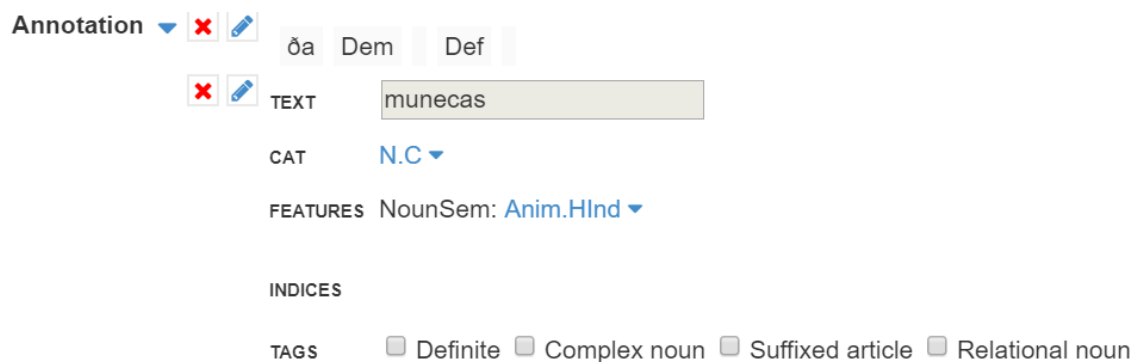 Annotation
ða Dem Def
TEXT munecas
CAT N.C
FEATURES NounSem: Anim.HInd
INDICES
TAGS Definite Complex noun Suffixed article Relational noun